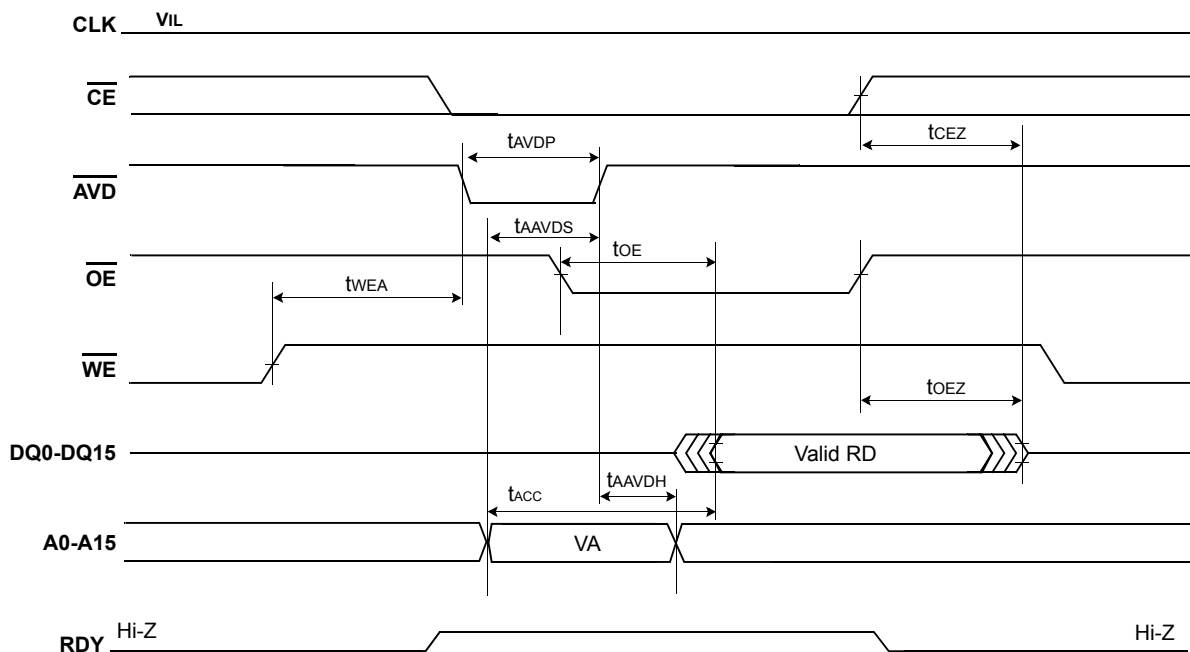 CLK VIL
CE
tCEZ
tAVDP
AVD
tAAVDS
tOE
OE
tWEA
WE
tOEZ
DQ0-DQ15 Valid RD
tAAVDH
tACC
A0-A15 VA
RDY Hi-Z Hi-Z